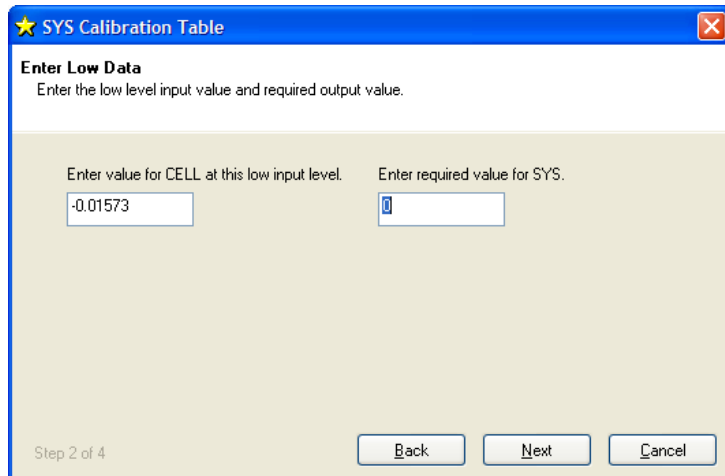 SYS Calibration Table
Enter Low Data
Enter the low level input value and required output value.
Enter value for CELL at this low input level. Enter required value for SYS.
-0.01573 0
Step 2 of 4 Back Next Cancel